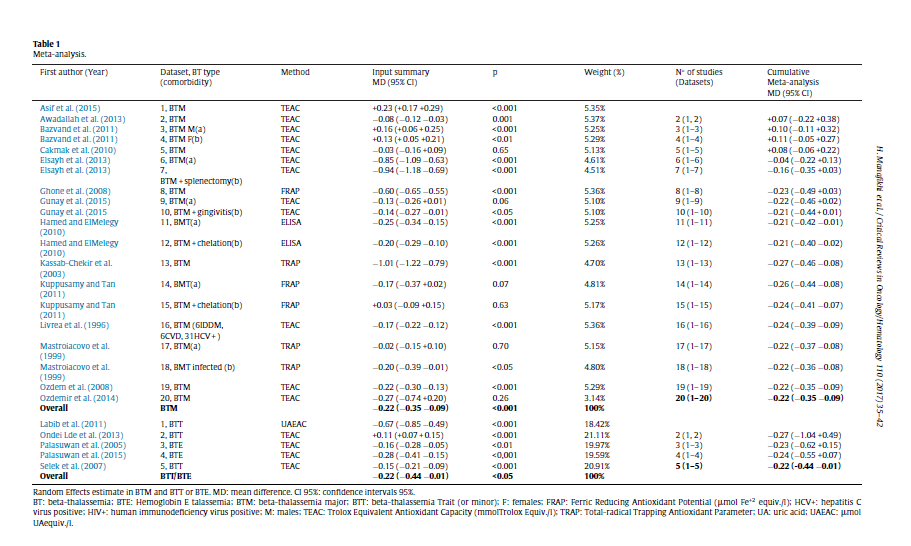 Table 1
Meta-analysis.
First author (Year) Dataset, BT type Method Input summary p Weight (%) N° of studies Cumulative
(comorbidity) MD (95% CI) (Datasets) Meta-analysis
MD (95% CI)
Asif et al. (2015) 1, BTM TEAC +0.23 (+0.17 +0.29) <0.001 5.35%
Awadallah et al. (2013) 2, BTM TEAC −0.08 (−0.12 −0.03) 0.001 5.37% 2 (1, 2) +0.07 (−0.22 +0.38)
Bazvand et al. (2011) 3, BTM M(a) TEAC +0.16 (+0.06 +0.25) <0.001 5.25% 3 (1–3) +0.10 (−0.11 +0.32)
Bazvand et al. (2011) 4, BTM F(b) TEAC +0.13 (+0.05 +0.21) <0.01 5.29% 4 (1–4) +0.11 (−0.05 +0.27)
Cakmak et al. (2010) 5, BTM TEAC −0.03 (−0.16 +0.09) 0.65 5.13% 5 (1–5) +0.08 (−0.06 +0.22)
Elsayh et al. (2013) 6, BTM(a) TEAC −0.85 (−1.09 −0.63) <0.001 4.61% 6 (1–6) −0.04 (−0.22 +0.13)
Elsayh et al. (2013) 7, TEAC −0.94 (−1.18 −0.69) <0.001 4.51% 7 (1–7) −0.16 (−0.35 +0.03)
BTM + splenectomy(b)
Ghone et al. (2008) 8, BTM FRAP −0.60 (−0.65 −0.55) <0.001 5.36% 8 (1–8) −0.23 (−0.49 +0.03)
Gunay et al. (2015) 9, BTM(a) TEAC −0.13 (−0.26 +0.01) 0.06 5.10% 9 (1–9) −0.22 (−0.46 +0.02)
Gunay et al. (2015 10, BTM + gingivitis(b) TEAC −0.14 (−0.27 −0.01) <0.05 5.10% 10 (1–10) −0.21 (−0.44 +0.01)
Hamed and ElMelegy 11, BMT(a) ELISA −0.25 (−0.34 −0.15) <0.001 5.25% 11 (1–11) −0.21 (−0.42 −0.01)
(2010)
Hamed and ElMelegy 12, BTM + chelation(b) ELISA −0.20 (−0.29 −0.10) <0.001 5.26% 12 (1–12) −0.21 (−0.40 −0.02)
(2010)
Kassab-Chekir et al. 13, BTM TRAP −1.01 (−1.22 −0.79) <0.001 4.70% 13 (1–13) −0.27 (−0.46 −0.08)
(2003)
Kuppusamy and Tan 14, BMT(a) FRAP −0.17 (−0.37 +0.02) 0.07 4.81% 14 (1–14) −0.26 (−0.44 −0.08)
(2011)
Kuppusamy and Tan 15, BTM + chelation(b) FRAP +0.03 (−0.09 +0.15) 0.63 5.17% 15 (1–15) −0.24 (−0.41 −0.07)
(2011)
Livrea et al. (1996) 16, BTM (6IDDM, TEAC −0.17 (−0.22 −0.12) <0.001 5.36% 16 (1–16) −0.24 (−0.39 −0.09)
6CVD, 31HCV+ )
Mastroiacovo et al. 17, BTM(a) TRAP −0.02 (−0.15 +0.10) 0.70 5.15% 17 (1–17) −0.22 (−0.37 −0.08)
(1999)
Mastroiacovo et al. 18, BMT infected (b) TRAP −0.20 (−0.39 −0.01) <0.05 4.80% 18 (1–18) −0.22 (−0.36 −0.08)
(1999)
Ozdem et al. (2008) 19, BTM TEAC −0.22 (−0.30 −0.13) <0.001 5.29% 19 (1–19) −0.22 (−0.35 −0.09)
Ozdemir et al. (2014) 20, BTM TEAC −0.27 (−0.74 +0.20) 0.26 3.14% 20 (1–20) −0.22 (−0.35 −0.09)
Overall BTM −0.22 (−0.35 −0.09) <0.001 100%
Labib et al. (2011) 1, BTT UAEAC −0.67 (−0.85 −0.49) <0.001 18.42%
Ondei Lde et al. (2013) 2, BTT TEAC +0.11 (+0.07 +0.15) <0.001 21.11% 2 (1, 2) −0.27 (−1.04 +0.49)
Palasuwan et al. (2005) 3, BTE TEAC −0.16 (−0.28 −0.05) <0.01 19.97% 3 (1–3) −0.23 (−0.62 +0.15)
Palasuwan et al. (2015) 4, BTE TEAC −0.28 (−0.41 −0.15) <0.001 19.59% 4 (1–4) −0.24 (−0.55 +0.07)
Selek et al. (2007) 5, BTT TEAC −0.15 (−0.21 −0.09) <0.001 20.91% 5 (1–5) −0.22 (-0.44 −0.01)
Overall BTT/BTE −0.22 (−0.44 −0.01) <0.05 100%
Random Effects estimate in BTM and BTT or BTE. MD: mean difference. CI 95%: confidence intervals 95%.
BT: beta-thalassemia; BTE: Hemoglobin E talassemia; BTM: beta-thalassemia major; BTT: beta-thalassemia Trait (or minor); F: females; FRAP: Ferric Reducing Antioxidant Potential (μmol Fe+2 equiv./l); HCV+: hepatitis C
virus positive; HIV+: human immunodeficiency virus positive; M: males; TEAC: Trolox Equivalent Antioxidant Capacity (mmolTrolox Equiv./l); TRAP: Total-radical Trapping Antioxidant Parameter; UA: uric acid; UAEAC: μmol
UAequiv./l.
H. Manafikhi et al. / Critical Reviews in Oncology/Hematology 110 (2017) 35–42